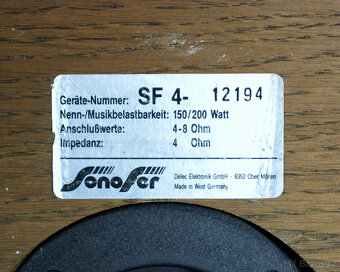 Geräte-Nummer: SF 4- 12194
Nenn-/Musikbelastbarkeit: 150/200 Watt
Anschlußwerte: 4-8 Ohm
Impedanz: 4 Ohm
Sonofer
Delec Elektronik GmbH - 6352 Ober Mörlen
Made in West Germany